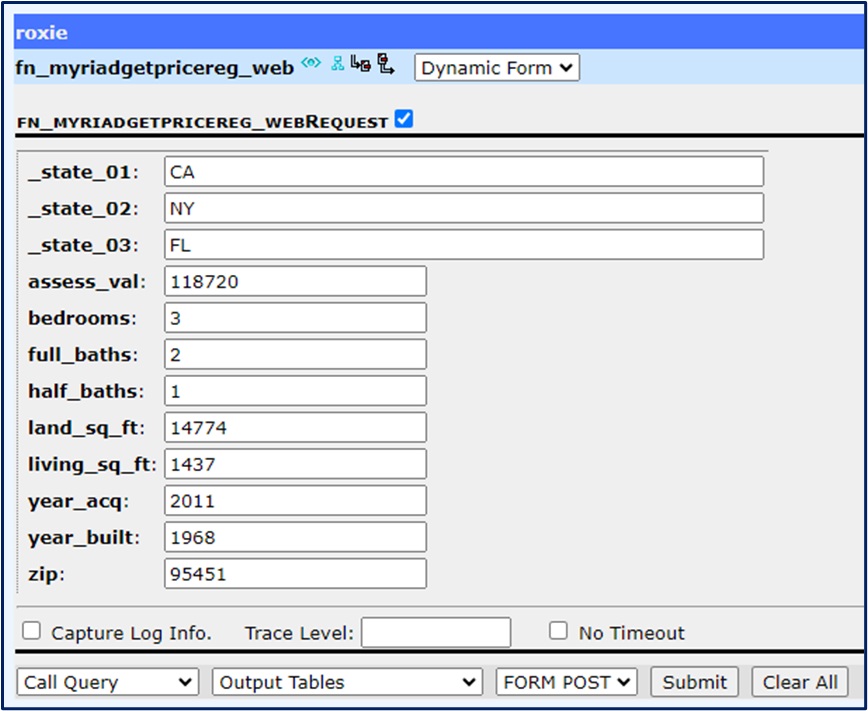 roxie
fn_myriadgetpricereg_web Dynamic Form
FN_MYRIADGETPRICEREG_WEBREQUEST
_state_01: CA
_state_02: NY
_state_03: FL
assess_val: 118720
bedrooms: 3
full_baths: 2
half_baths: 1
land_sq_ft: 14774
living_sq_ft: 1437
year_acq: 2011
year_built: 1968
zip: 95451
Capture Log Info. Trace Level: No Timeout
Call Query Output Tables FORM POST Submit Clear All